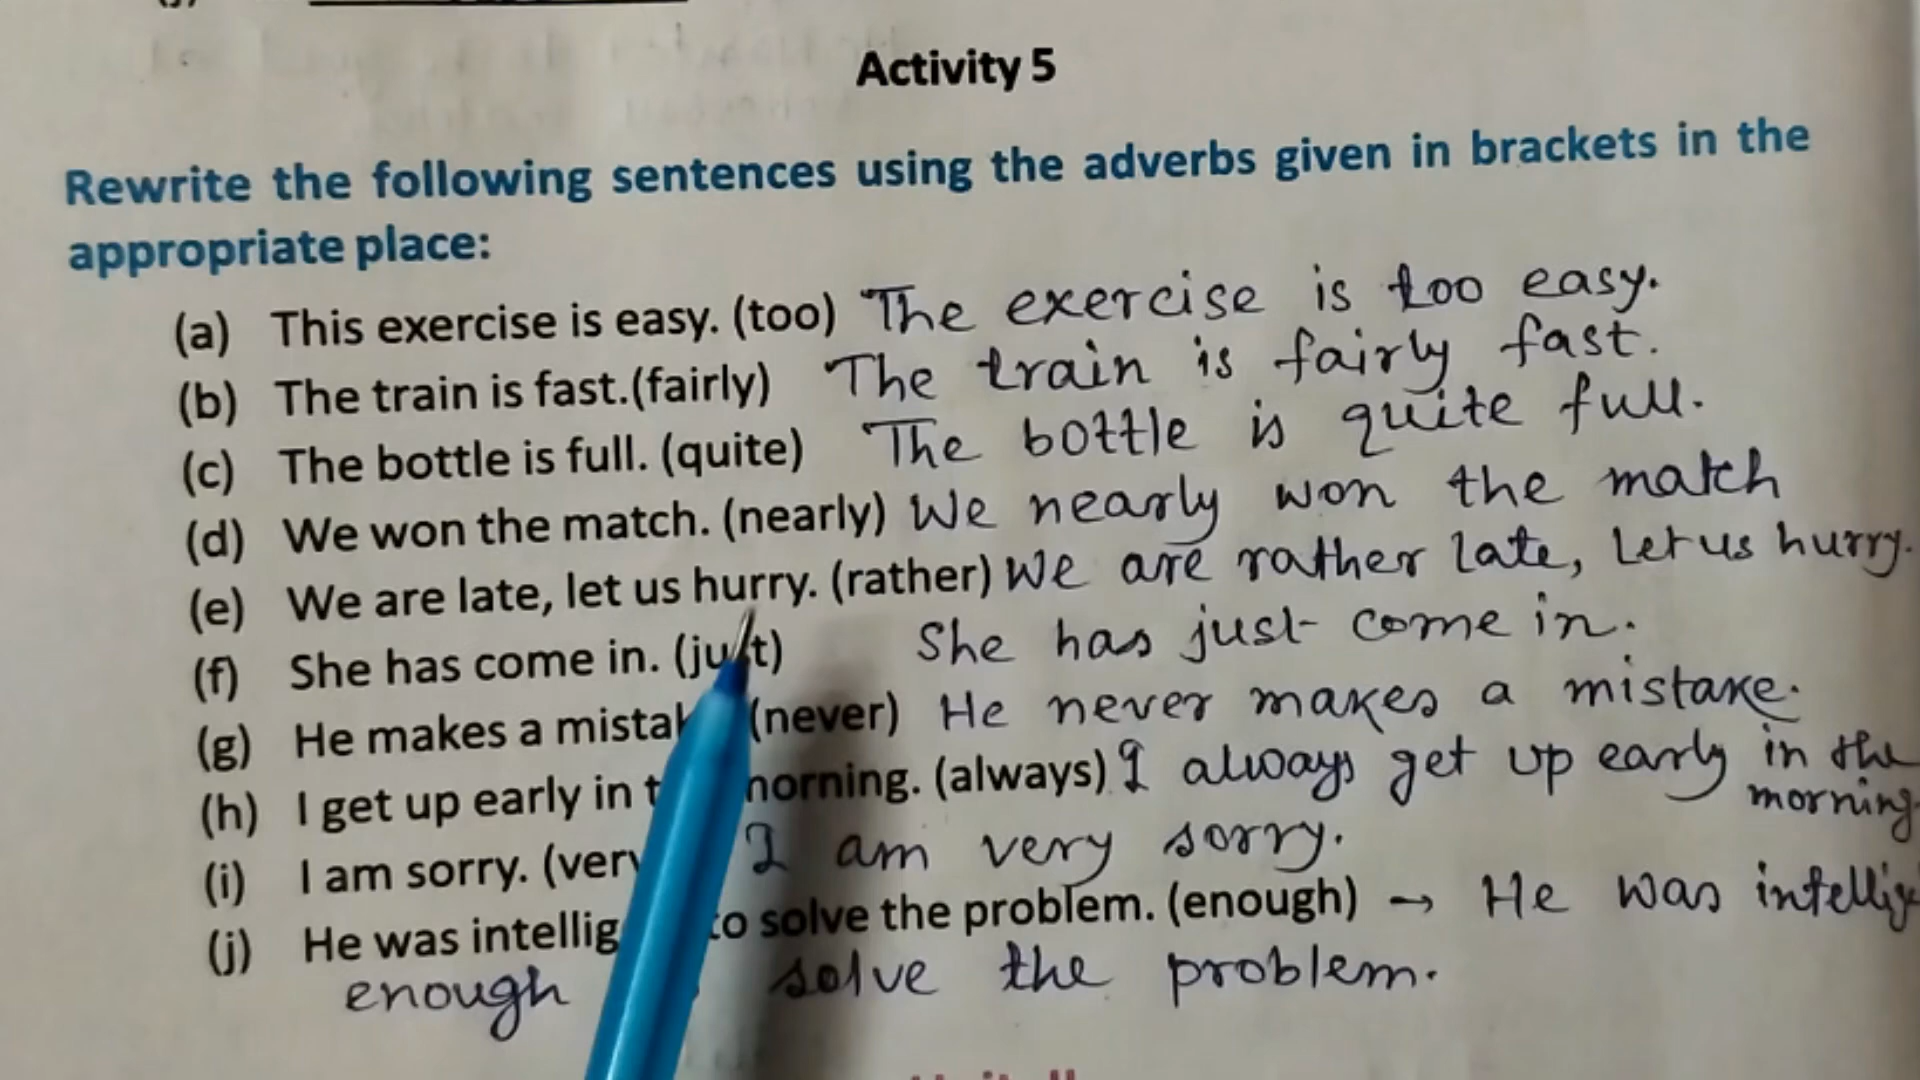 Activity 5
Rewrite the following sentences using the adverbs given in brackets in the
appropriate place:
(a) This exercise is easy. (too) The exercise is too easy.
(b) The train is fast.(fairly) The train is fairly fast.
(c) The bottle is full. (quite) The bottle is quite full.
(d) We won the match. (nearly) We nearly won the match
(e) We are late, let us hurry. (rather) We are rather late, Let us hurry.
(f) She has come in. (just) She has just come in.
(g) He makes a (never) He never makes a mistake.
(h) I get up early in morning. (always) I always get up early in the
morning.
(i) I am sorry. (very I am very sorry.
(j) He was to solve the problem. (enough) → He was
enough solve the problem.